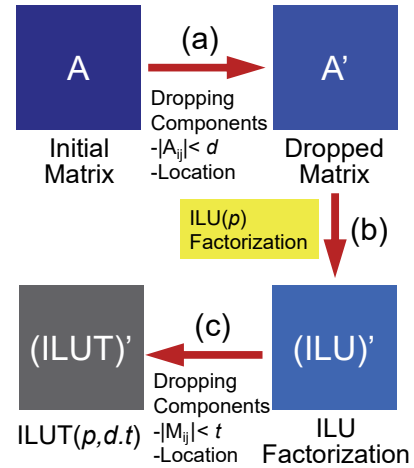 (a)
A
A'
Dropping
Components
-|Aij|< d
-Location
Initial
Matrix
Dropped
Matrix
ILU(p)
Factorization
(b)
(c)
(ILUT)'
(ILU)'
Dropping
Components
-|Mij|< t
-Location
ILUT(p,d.t)
ILU
Factorization